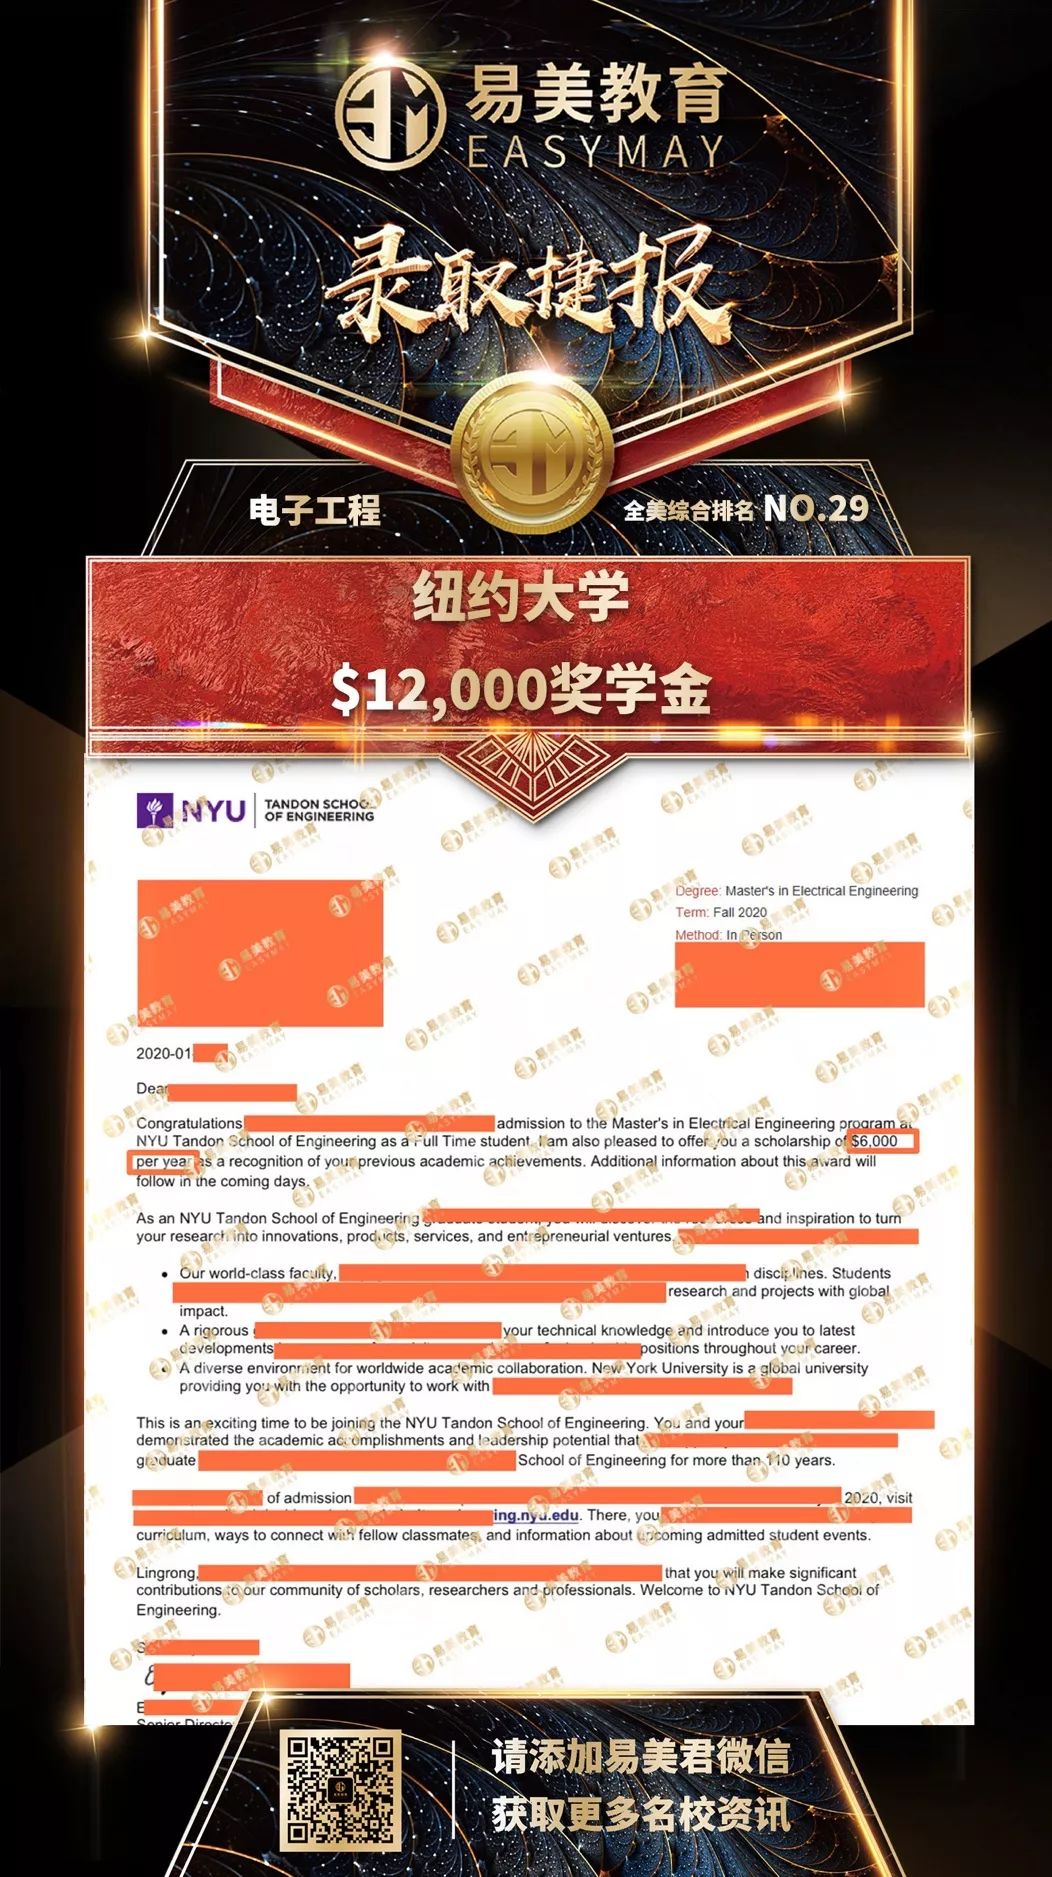 易美教育
EASYMAY
录取捷报
电子工程
全美综合排名 NO.29
纽约大学
$12,000奖学金
NYU TANDON SCHOOL OF ENGINEERING
Degree: Master's in Electrical Engineering
Term: Fall 2020
Method: In Person
2020-01
Dear
Congratulations admission to the Master's in Electrical Engineering program at
NYU Tandon School of Engineering as a Full Time student. I am also pleased to offer you a scholarship of $6,000
per year as a recognition of your previous academic achievements. Additional information about this award will
follow in the coming days.
As an NYU Tandon School of Engineering and inspiration to turn
your research into innovations, products, services, and entrepreneurial ventures.
• Our world-class faculty, disciplines. Students
research and projects with global
impact.
• A rigorous your technical knowledge and introduce you to latest
developments positions throughout your career.
• A diverse environment for worldwide academic collaboration. New York University is a global university
providing you with the opportunity to work with
This is an exciting time to be joining the NYU Tandon School of Engineering. You and your
demonstrated the academic accomplishments and leadership potential that
graduate School of Engineering for more than 110 years.
of admission 2020, visit
ing.nyu.edu. There, you
curriculum, ways to connect with fellow classmates, and information about upcoming admitted student events.
Lingrong, that you will make significant
contributions to our community of scholars, researchers and professionals. Welcome to NYU Tandon School of
Engineering.
请添加易美君微信
获取更多名校资讯